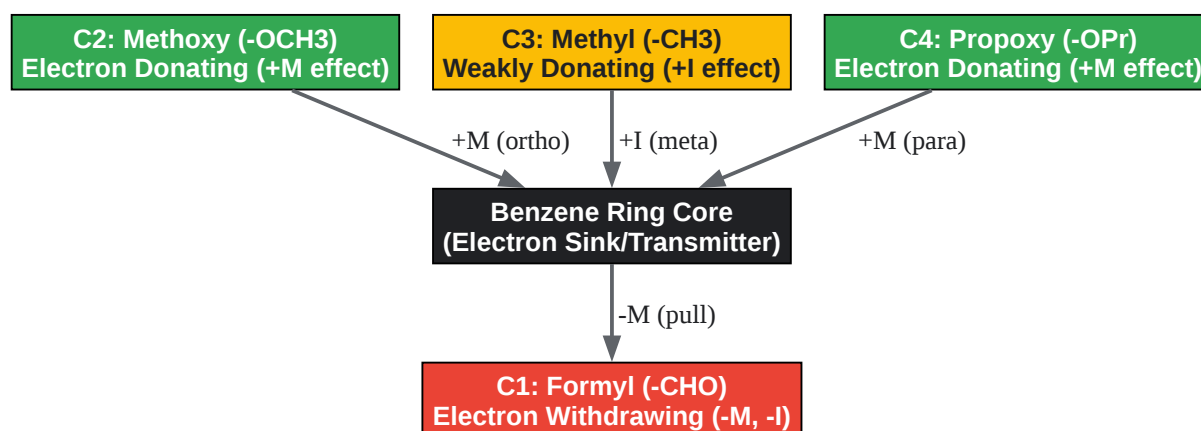 C2: Methoxy (-OCH3)
Electron Donating (+M effect)
C3: Methyl (-CH3)
Weakly Donating (+I effect)
C4: Propoxy (-OPr)
Electron Donating (+M effect)
+M (ortho)
+I (meta)
+M (para)
Benzene Ring Core
(Electron Sink/Transmitter)
-M (pull)
C1: Formyl (-CHO)
Electron Withdrawing (-M, -I)